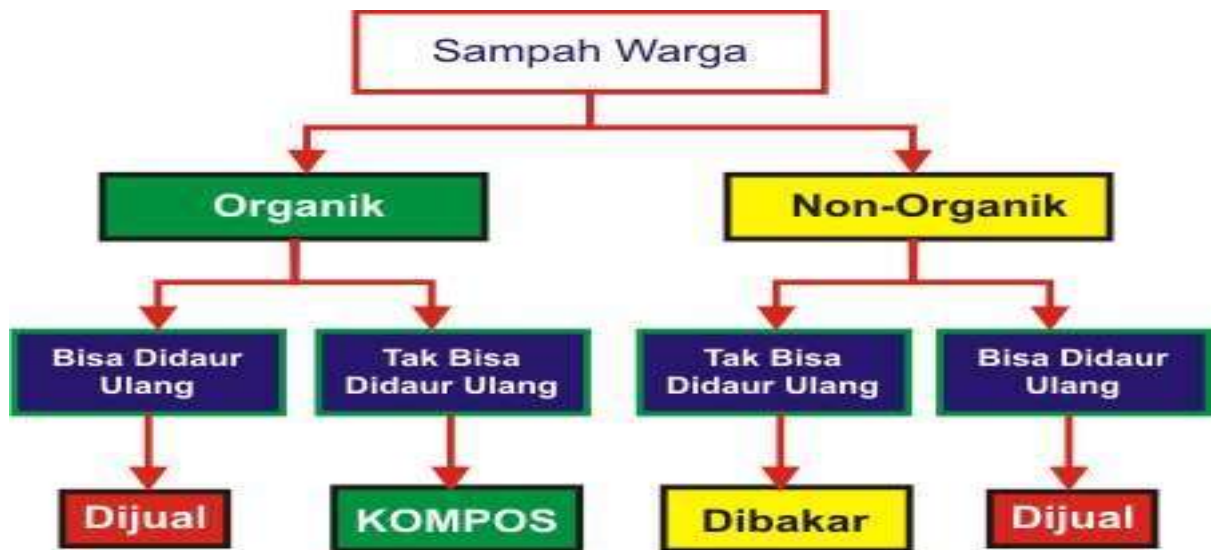 Sampah Warga
Organik
Non-Organik
Bisa Didaur
Ulang
Tak Bisa
Didaur Ulang
Tak Bisa
Didaur Ulang
Bisa Didaur
Ulang
Dijual
KOMPOS
Dibakar
Dijual